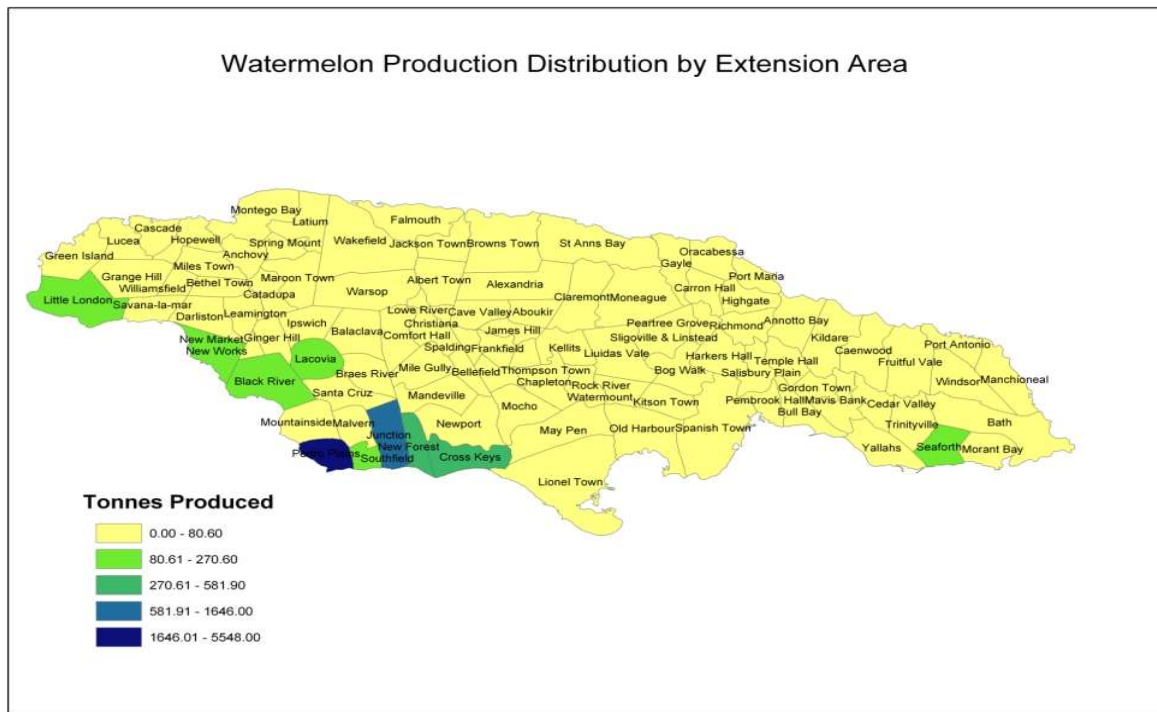 Watermelon Production Distribution by Extension Area
Montego Bay
Latium
Falmouth
Cascade
Lucea
Hopewell
Spring Mount
Wakefield
Jackson Town
Browns Town
St Anns Bay
Oracabessa
Green Island
Anchovy
Gayle
Miles Town
Port Maria
Grange Hill
Williamsfield
Bethel Town
Maroon Town
Albert Town
Alexandria
Carron Hall
Little London
Savana-la-mar
Catadupa
Warsop
Claremont
Moneague
Highgate
Darliston
Leamington
Ipswich
Lowe River
Cave Valley
Aboukir
Annotto Bay
New Market
Ginger Hill
Balaclava
Christiana
Comfort Hall
James Hill
Peartree Grove
Richmond
Kildare
New Works
Lacovia
Spalding
Frankfield
Kellits
Sligoville & Linstead
Caenwood
Port Antonio
Liuidas Vale
Harkers Hall
Temple Hall
Fruitful Vale
Black River
Braes River
Mile Gully
Bellefield
Thompson Town
Bog Walk
Salisbury Plain
Windsor
Manchioneal
Santa Cruz
Mandeville
Chapelton
Rock River
Watermount
Kitson Town
Gordon Town
Pembrook Hall
Mavis Bank
Cedar Valley
Mountainside
Malvern
Newport
Mocho
Bull Bay
Trinityville
Bath
Junction
May Pen
Old Harbour
Spanish Town
Pedro Plains
New Forest
Southfield
Cross Keys
Yallahs
Seaforth
Morant Bay
Lionel Town
Tonnes Produced
0.00 - 80.60
80.61 - 270.60
270.61 - 581.90
581.91 - 1646.00
1646.01 - 5548.00